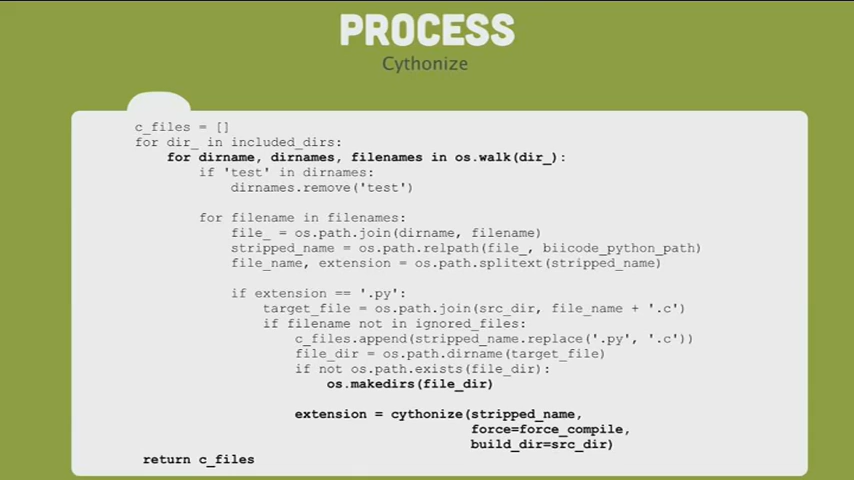 PROCESS
Cythonize
c_files = []
for dir_ in included_dirs:
for dirname, dirnames, filenames in os.walk(dir_):
if 'test' in dirnames:
dirnames.remove('test')
for filename in filenames:
file_ = os.path.join(dirname, filename)
stripped_name = os.path.relpath(file_, biicode_python_path)
file_name, extension = os.path.splitext(stripped_name)
if extension == '.py':
target_file = os.path.join(src_dir, file_name + '.c')
if filename not in ignored_files:
c_files.append(stripped_name.replace('.py', '.c'))
file_dir = os.path.dirname(target_file)
if not os.path.exists(file_dir):
os.makedirs(file_dir)
extension = cythonize(stripped_name,
force=force_compile,
build_dir=src_dir)
return c_files